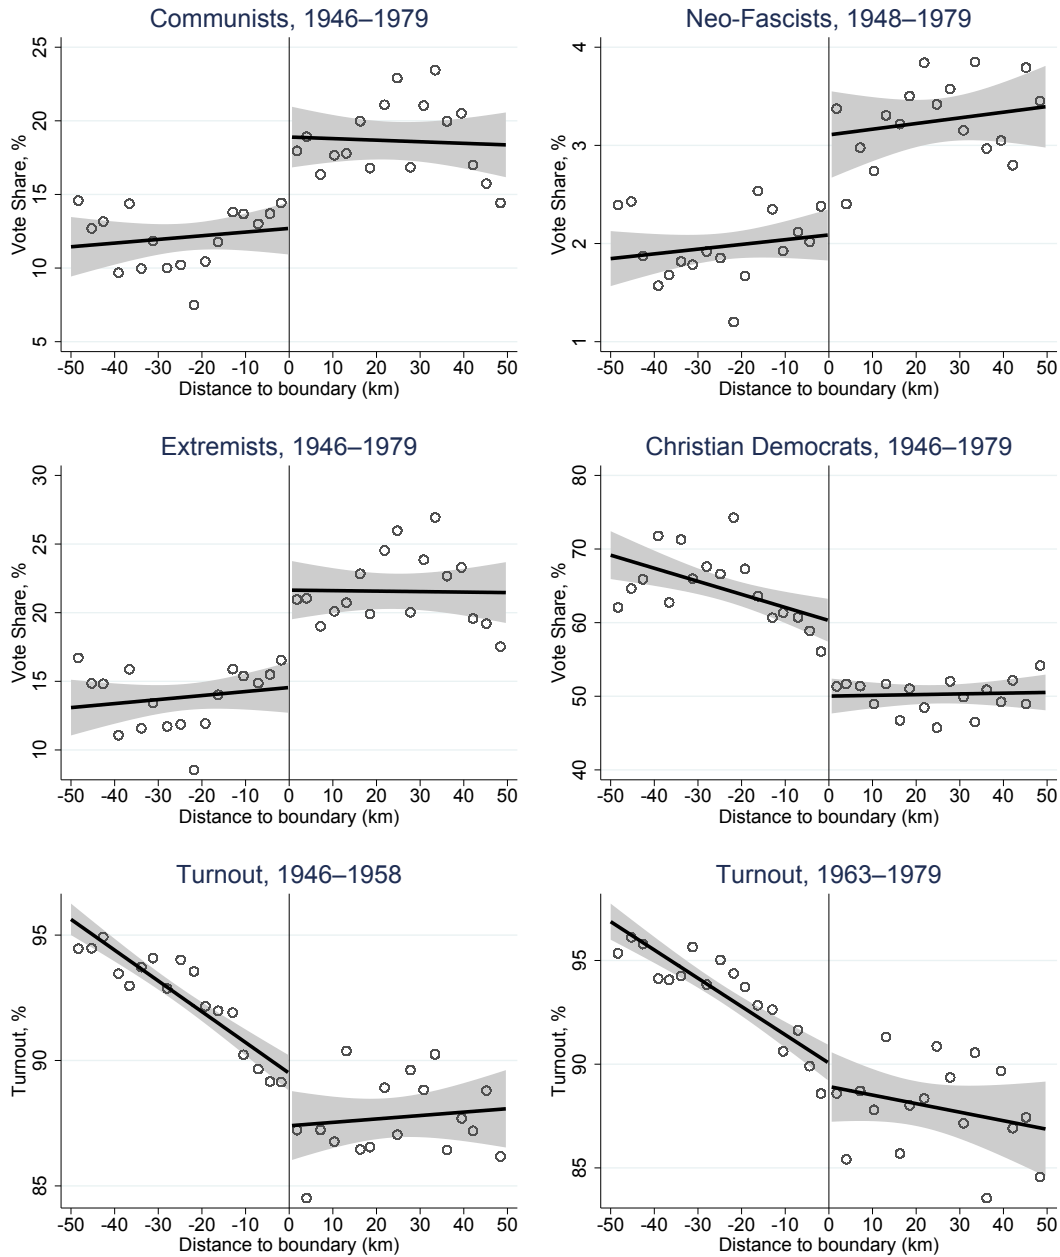 Communists, 1946–1979
Vote Share, %
25
20
15
10
5
-50 -40 -30 -20 -10 0 10 20 30 40 50
Distance to boundary (km)
Neo-Fascists, 1948–1979
Vote Share, %
4
3
2
1
-50 -40 -30 -20 -10 0 10 20 30 40 50
Distance to boundary (km)
Extremists, 1946–1979
Vote Share, %
30
25
20
15
10
-50 -40 -30 -20 -10 0 10 20 30 40 50
Distance to boundary (km)
Christian Democrats, 1946–1979
Vote Share, %
80
70
60
50
40
-50 -40 -30 -20 -10 0 10 20 30 40 50
Distance to boundary (km)
Turnout, 1946–1958
Turnout, %
95
90
85
-50 -40 -30 -20 -10 0 10 20 30 40 50
Distance to boundary (km)
Turnout, 1963–1979
Turnout, %
95
90
85
-50 -40 -30 -20 -10 0 10 20 30 40 50
Distance to boundary (km)